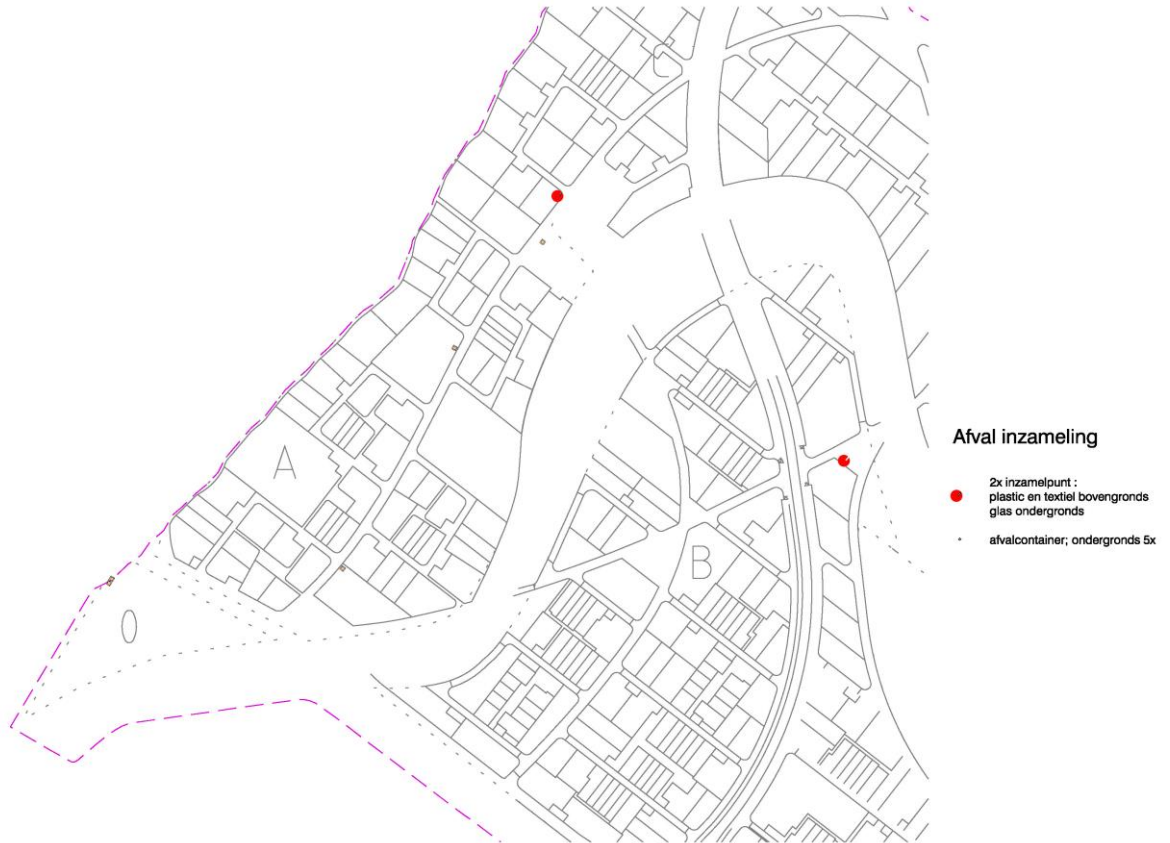 C
A
B
O
Afval inzameling
2x inzamelpunt :
plastic en textiel bovengronds
glas ondergronds
afvalcontainer; ondergronds 5x